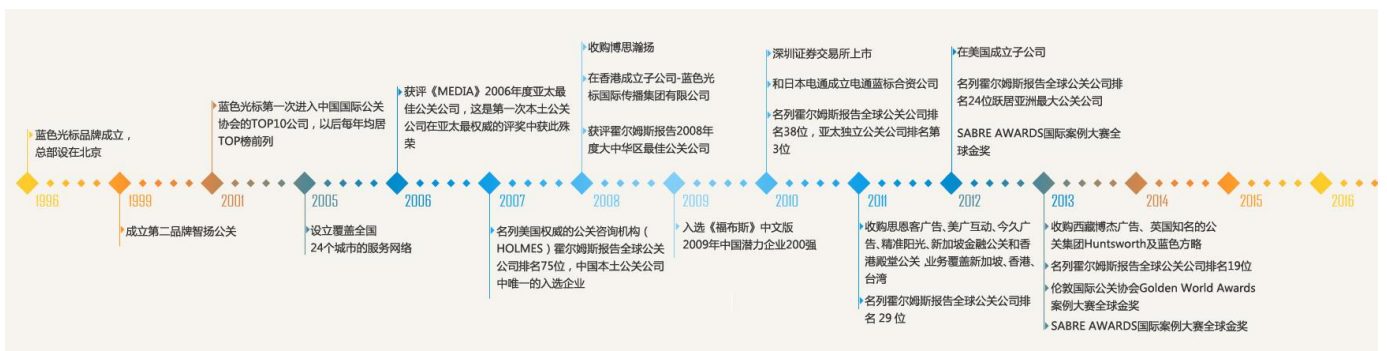 蓝色光标品牌成立，
总部设在北京
1996
1999
成立第二品牌智扬公关
蓝色光标第一次进入中国国际公关
协会的TOP10公司，以后每年均居
TOP榜前列
2001
2005
设立覆盖全国
24个城市的服务网络
获评《MEDIA》2006年度亚太最
佳公关公司，这是第一次本土公关
公司在亚太最权威的评奖中获此殊
荣
2006
2007
名列美国权威的公关咨询机构（
HOLMES）霍尔姆斯报告全球公关
公司排名75位，中国本土公关公司
中唯一的入选企业
收购博思瀚扬
在香港成立子公司-蓝色光
标国际传播集团有限公司
获评霍尔姆斯报告2008年
度大中华区最佳公关公司
2008
2009
入选《福布斯》中文版
2009年中国潜力企业200强
深圳证券交易所上市
和日本电通成立电通蓝标合资公司
名列霍尔姆斯报告全球公关公司排
名38位，亚太独立公关公司排名第
3位
2010
2011
收购思恩客广告、美广互动、今久广
告、精准阳光、新加坡金融公关和香
港殿堂公关 ,业务覆盖新加坡、香港、
台湾
名列霍尔姆斯报告全球公关公司排
名 29 位
在美国成立子公司
名列霍尔姆斯报告全球公关公司排
名24位跃居亚洲最大公关公司
SABRE AWARDS国际案例大赛全
球金奖
2012
2013
收购西藏博杰广告、英国知名的公
关集团Huntsworth及蓝色方略
名列霍尔姆斯报告全球公关公司排名19位
伦敦国际公关协会Golden World Awards
案例大赛全球金奖
SABRE AWARDS国际案例大赛全球金奖
2014
2015
2016